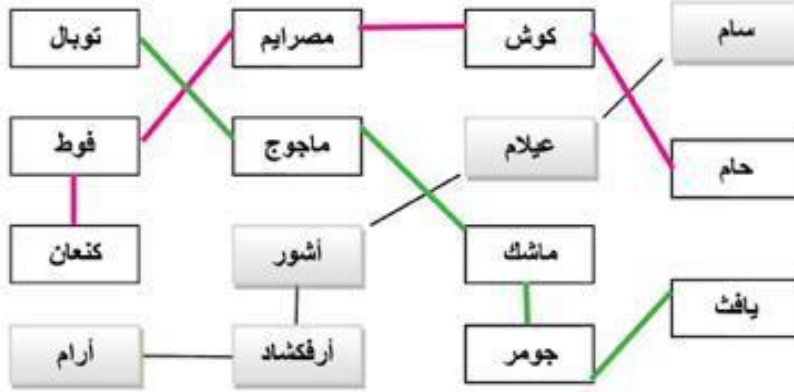 سام
كوش
مصرايم
توبال
حام
عيلام
ماجوج
فوط
يافث
ماشك
أشور
كنعان
جومر
أرفكشاد
أرام